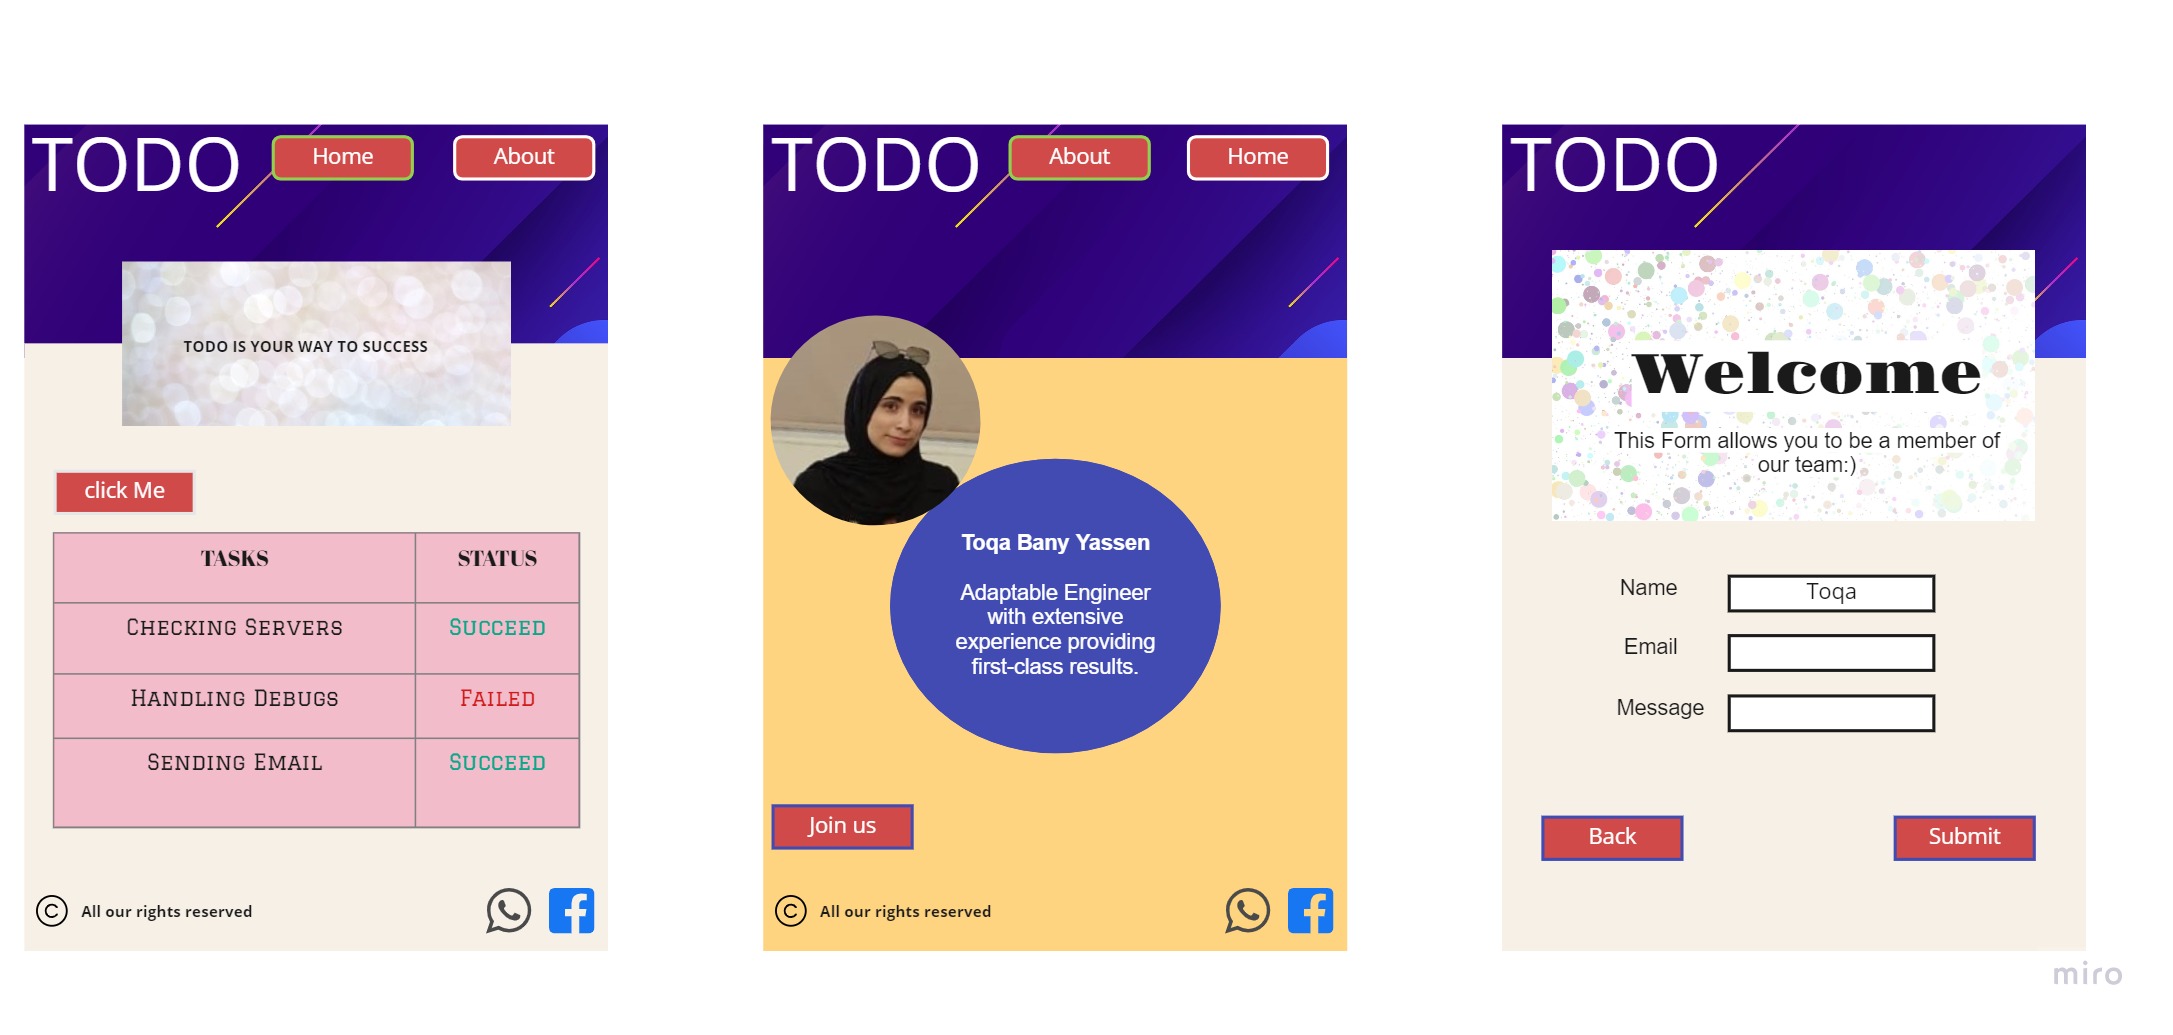 TODO
Home
About
TODO IS YOUR WAY TO SUCCESS
click Me
TASKS STATUS
CHECKING SERVERS SUCCEED
HANDLING DEBUGS FAILED
SENDING EMAIL SUCCEED
© All our rights reserved
TODO
About
Home
Toqa Bany Yassen
Adaptable Engineer
with extensive
experience providing
first-class results.
Join us
© All our rights reserved
TODO
Welcome
This Form allows you to be a member of
our team:)
Name Toqa
Email
Message
Back
Submit
miro